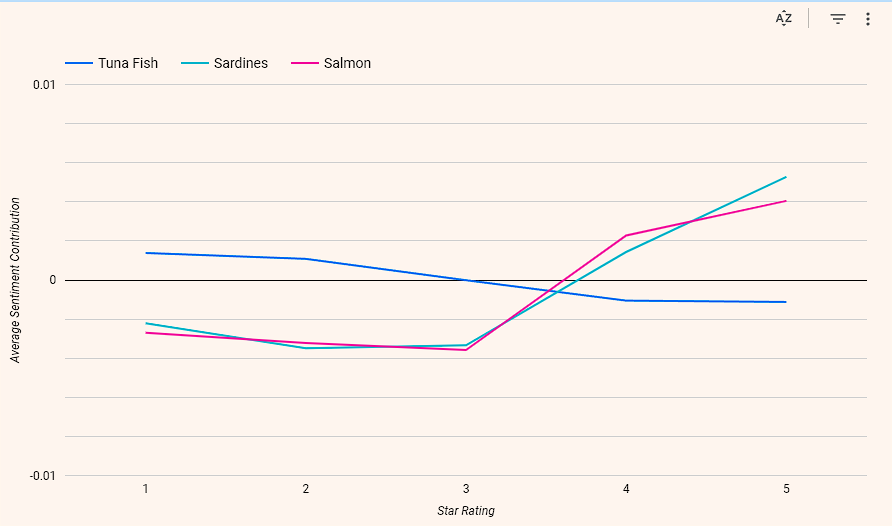 AZ
Tuna Fish Sardines Salmon
0.01
0
-0.01
Average Sentiment Contribution
1 2 3 4 5
Star Rating